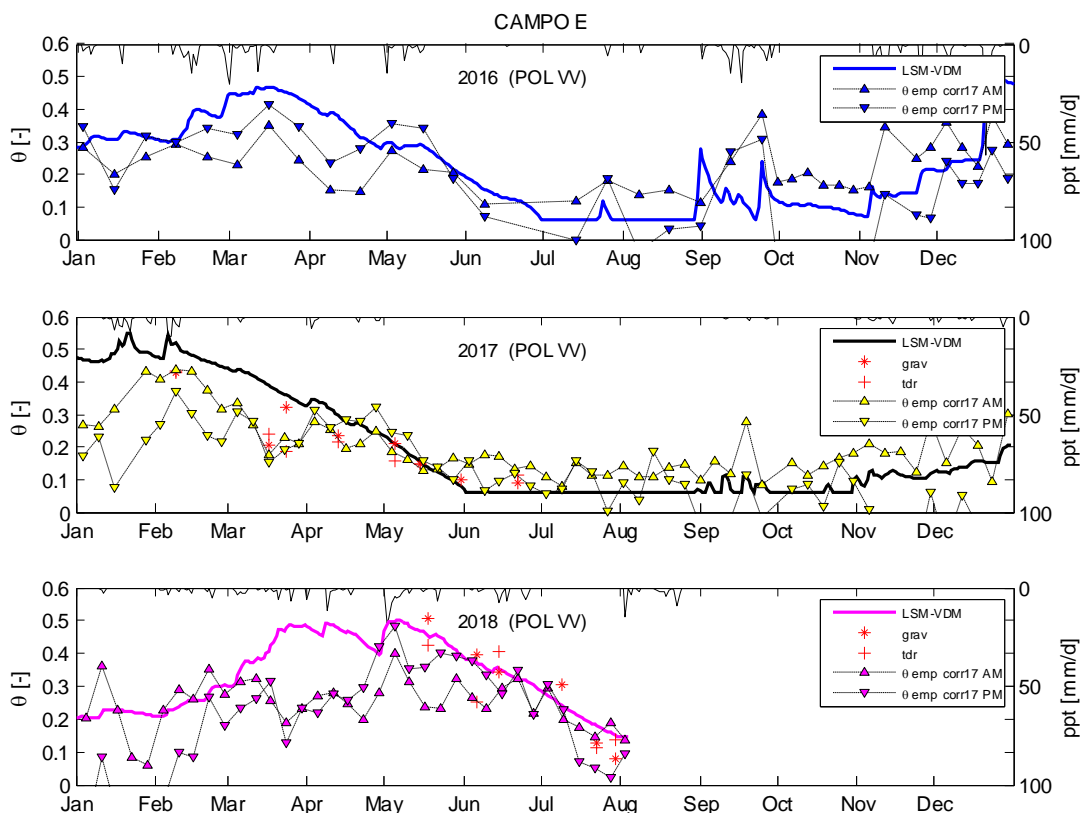 CAMPO E
0.6
0.5
0.4
0.3
0.2
0.1
0
θ [-]
2016 (POL VV)
LSM-VDM
θ emp corr17 AM
θ emp corr17 PM
0
50
100
ppt [mm/d]
Jan Feb Mar Apr May Jun Jul Aug Sep Oct Nov Dec
0.6
0.5
0.4
0.3
0.2
0.1
0
θ [-]
2017 (POL VV)
LSM-VDM
grav
tdr
θ emp corr17 AM
θ emp corr17 PM
0
50
100
ppt [mm/d]
Jan Feb Mar Apr May Jun Jul Aug Sep Oct Nov Dec
0.6
0.5
0.4
0.3
0.2
0.1
0
θ [-]
2018 (POL VV)
LSM-VDM
grav
tdr
θ emp corr17 AM
θ emp corr17 PM
0
50
100
ppt [mm/d]
Jan Feb Mar Apr May Jun Jul Aug Sep Oct Nov Dec